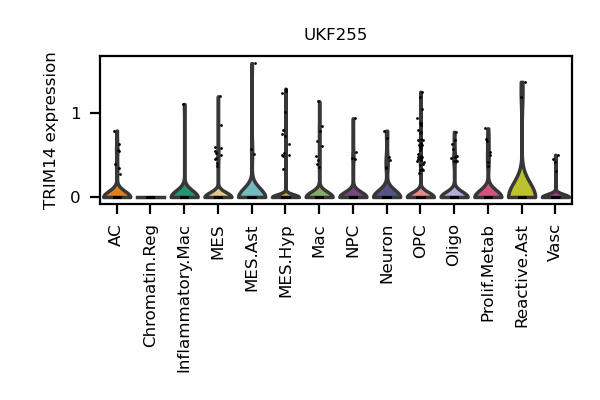 UKF255
TRIM14 expression
1
0
AC
Chromatin.Reg
Inflammatory.Mac
MES
MES.Ast
MES.Hyp
Mac
NPC
Neuron
OPC
Oligo
Prolif.Metab
Reactive.Ast
Vasc